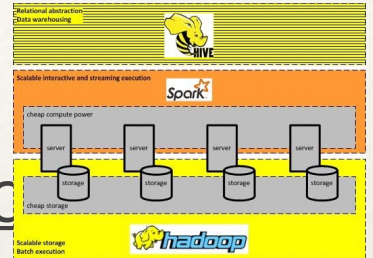 Relational abstraction
Data warehousing
HIVE
Scalable interactive and streaming execution
Spark
cheap compute power
server server server server
storage storage storage storage
cheap storage
hadoop
Scalable storage
Batch execution